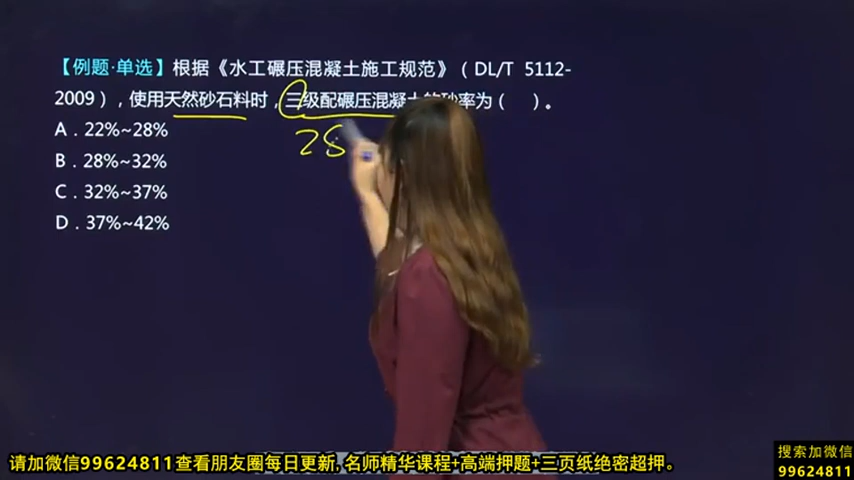 【例题·单选】根据《水工碾压混凝土施工规范》（DL/T 5112-
2009），使用天然砂石料时，三级配碾压混凝土的砂率为（ ）。
28
A．22%~28%
B．28%~32%
C．32%~37%
D．37%~42%
请加微信99624811查看朋友圈每日更新,名师精华课程+高端押题+三页纸绝密超押。
搜索加微信
99624811